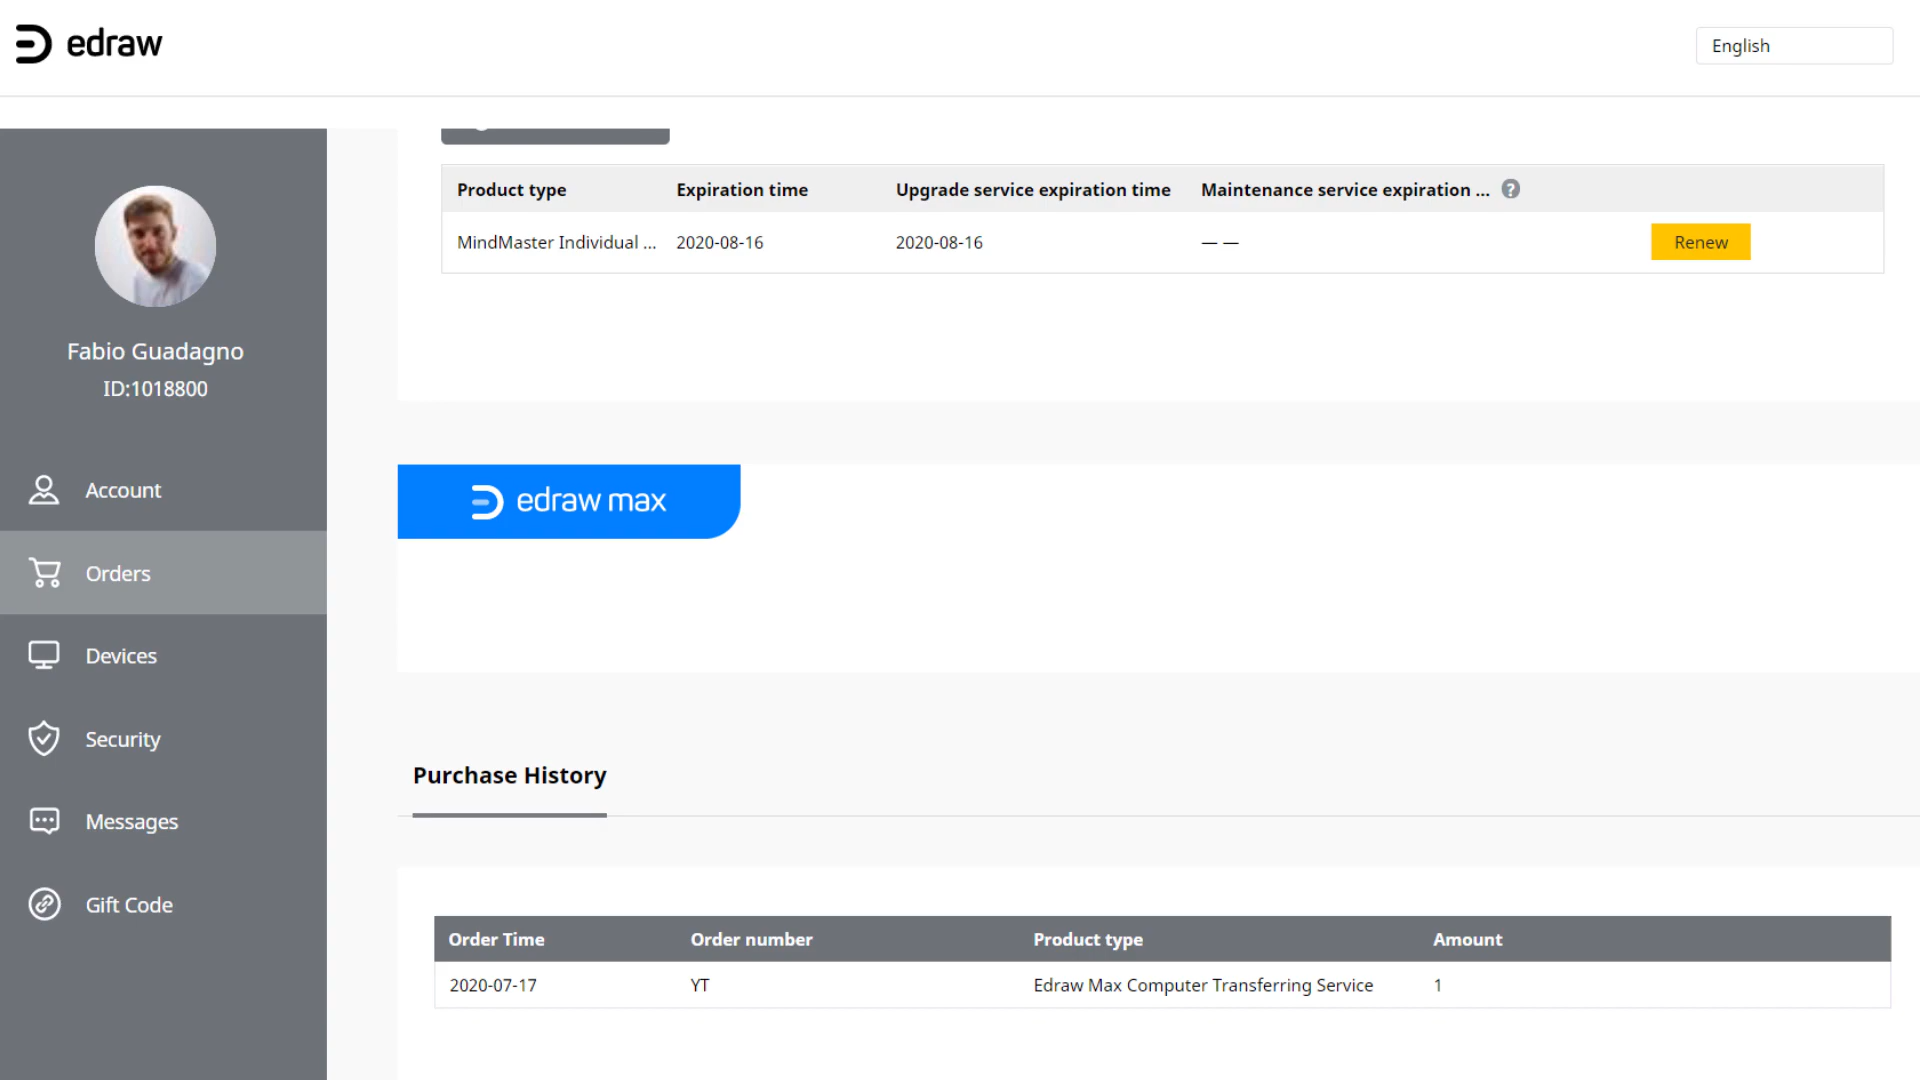 edraw
English
Product type Expiration time Upgrade service expiration time Maintenance service expiration ... ?
MindMaster Individual ... 2020-08-16 2020-08-16 — — Renew
Fabio Guadagno
ID:1018800
Account
edraw max
Orders
Devices
Security
Purchase History
Messages
Gift Code
Order Time Order number Product type Amount
2020-07-17 YT Edraw Max Computer Transferring Service 1